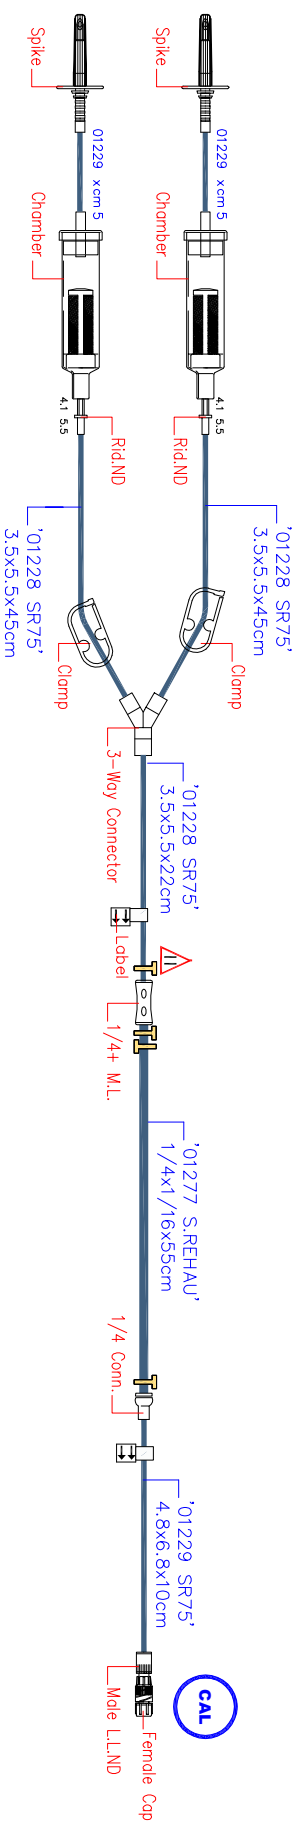 Spike
Spike
01229 xcm 5
01229 xcm 5
Chamber
Chamber
4.1 5.5
4.1 5.5
Rid.ND
Rid.ND
'01228 SR75'
3.5x5.5x45cm
'01228 SR75'
3.5x5.5x45cm
Clamp
Clamp
3-Way Connector
'01228 SR75'
3.5x5.5x22cm
Label
II
1/4+ M.L.
'01277 S.REHAU'
1/4x1/16x55cm
1/4 Conn.
'01229 SR75'
4.8x6.8x10cm
CAL
Male L.L.ND
Female Cap